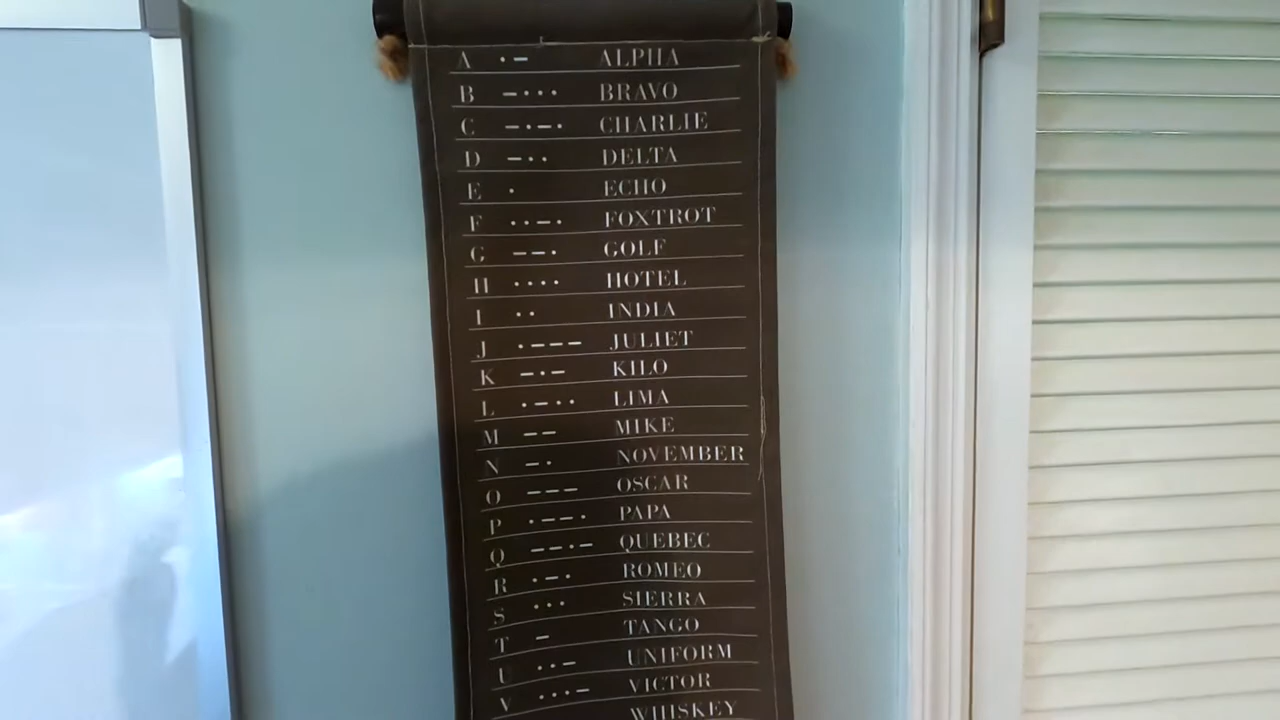 A •– ALPHA
B –••• BRAVO
C –•–• CHARLIE
D –•• DELTA
E • ECHO
F ••–• FOXTROT
G ––• GOLF
H •••• HOTEL
I •• INDIA
J •––– JULIET
K –•– KILO
L •–•• LIMA
M –– MIKE
N –• NOVEMBER
O ––– OSCAR
P •––• PAPA
Q ––•– QUEBEC
R •–• ROMEO
S ••• SIERRA
T – TANGO
U ••– UNIFORM
V •••– VICTOR
WHISKEY